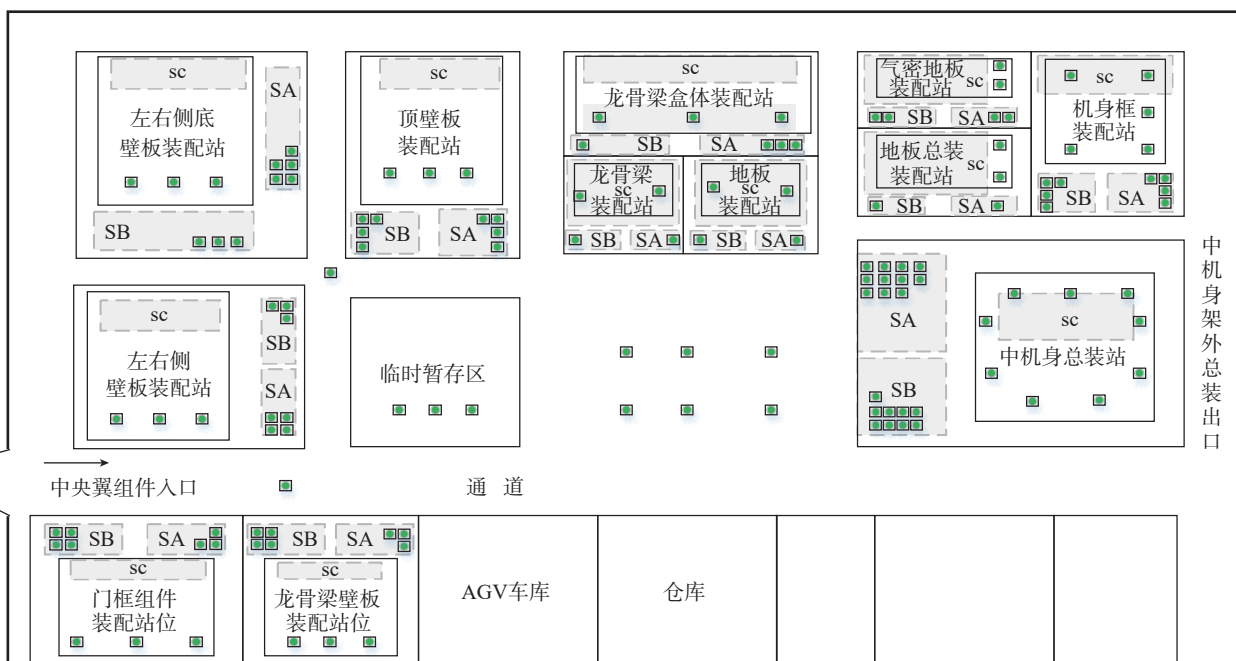 sc
SA
左右侧底
壁板装配站
SB
sc
顶壁板
装配站
SB
SA
sc
龙骨梁盒体装配站
SB
SA
龙骨梁
sc
装配站
SB
SA
地板
sc
装配站
SB
SA
气密地板
装配站
sc
SB
SA
地板总装
装配站
sc
SB
SA
sc
机身框
装配站
SB
SA
sc
左右侧
壁板装配站
SB
SA
临时暂存区
SA
SB
sc
中机身总装站
中机身架外总装出口
中央翼组件入口
通 道
SB
SA
sc
门框组件
装配站位
SB
SA
sc
龙骨梁壁板
装配站位
AGV车库
仓库